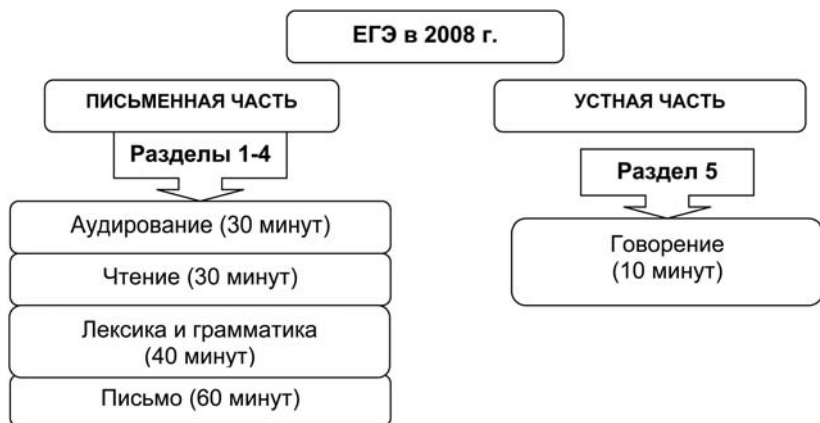 ЕГЭ в 2008 г.
ПИСЬМЕННАЯ ЧАСТЬ
Разделы 1-4
Аудирование (30 минут)
Чтение (30 минут)
Лексика и грамматика
(40 минут)
Письмо (60 минут)
УСТНАЯ ЧАСТЬ
Раздел 5
Говорение
(10 минут)